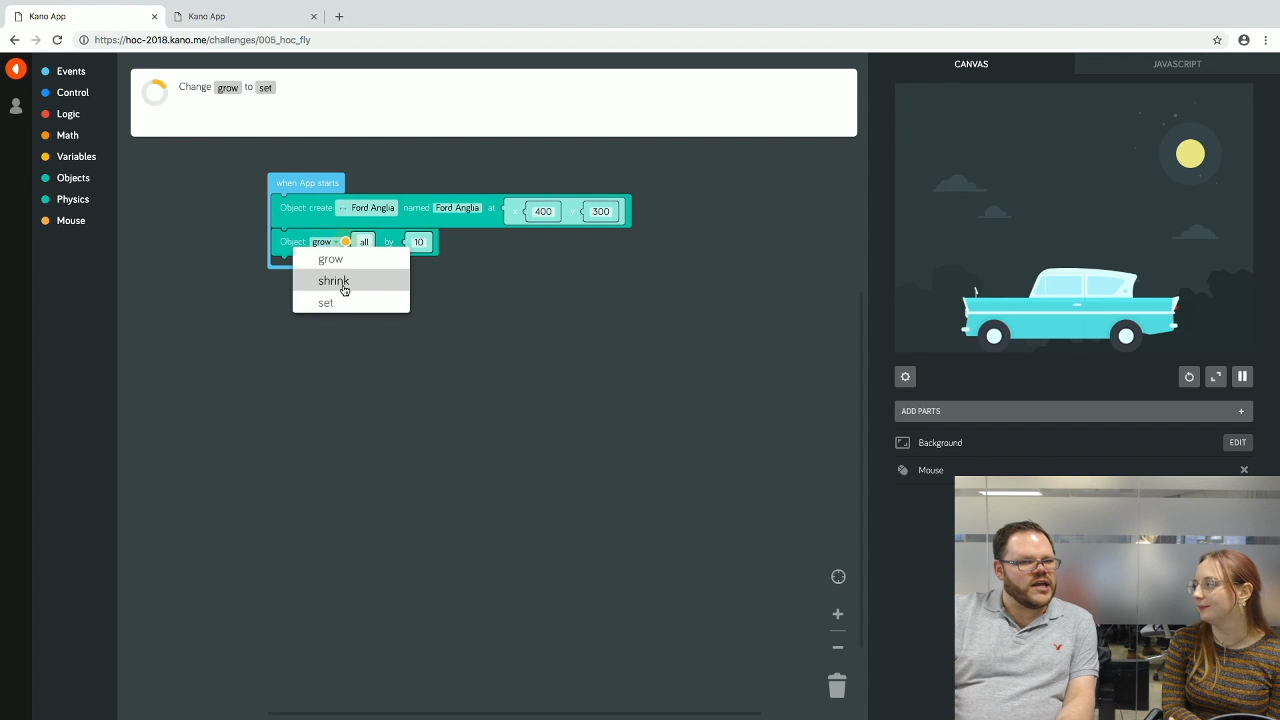 Kano App
Kano App
https://hoc-2018.kano.me/challenges/005_hoc_fly
Events
Control
Logic
Math
Variables
Objects
Physics
Mouse
Change grow to set
when App starts
Object: create Ford Anglia named Ford Anglia at x 400 y 300
Object: grow all by 10
grow
shrink
set
CANVAS
JAVASCRIPT
ADD PARTS +
Background
EDIT
Mouse